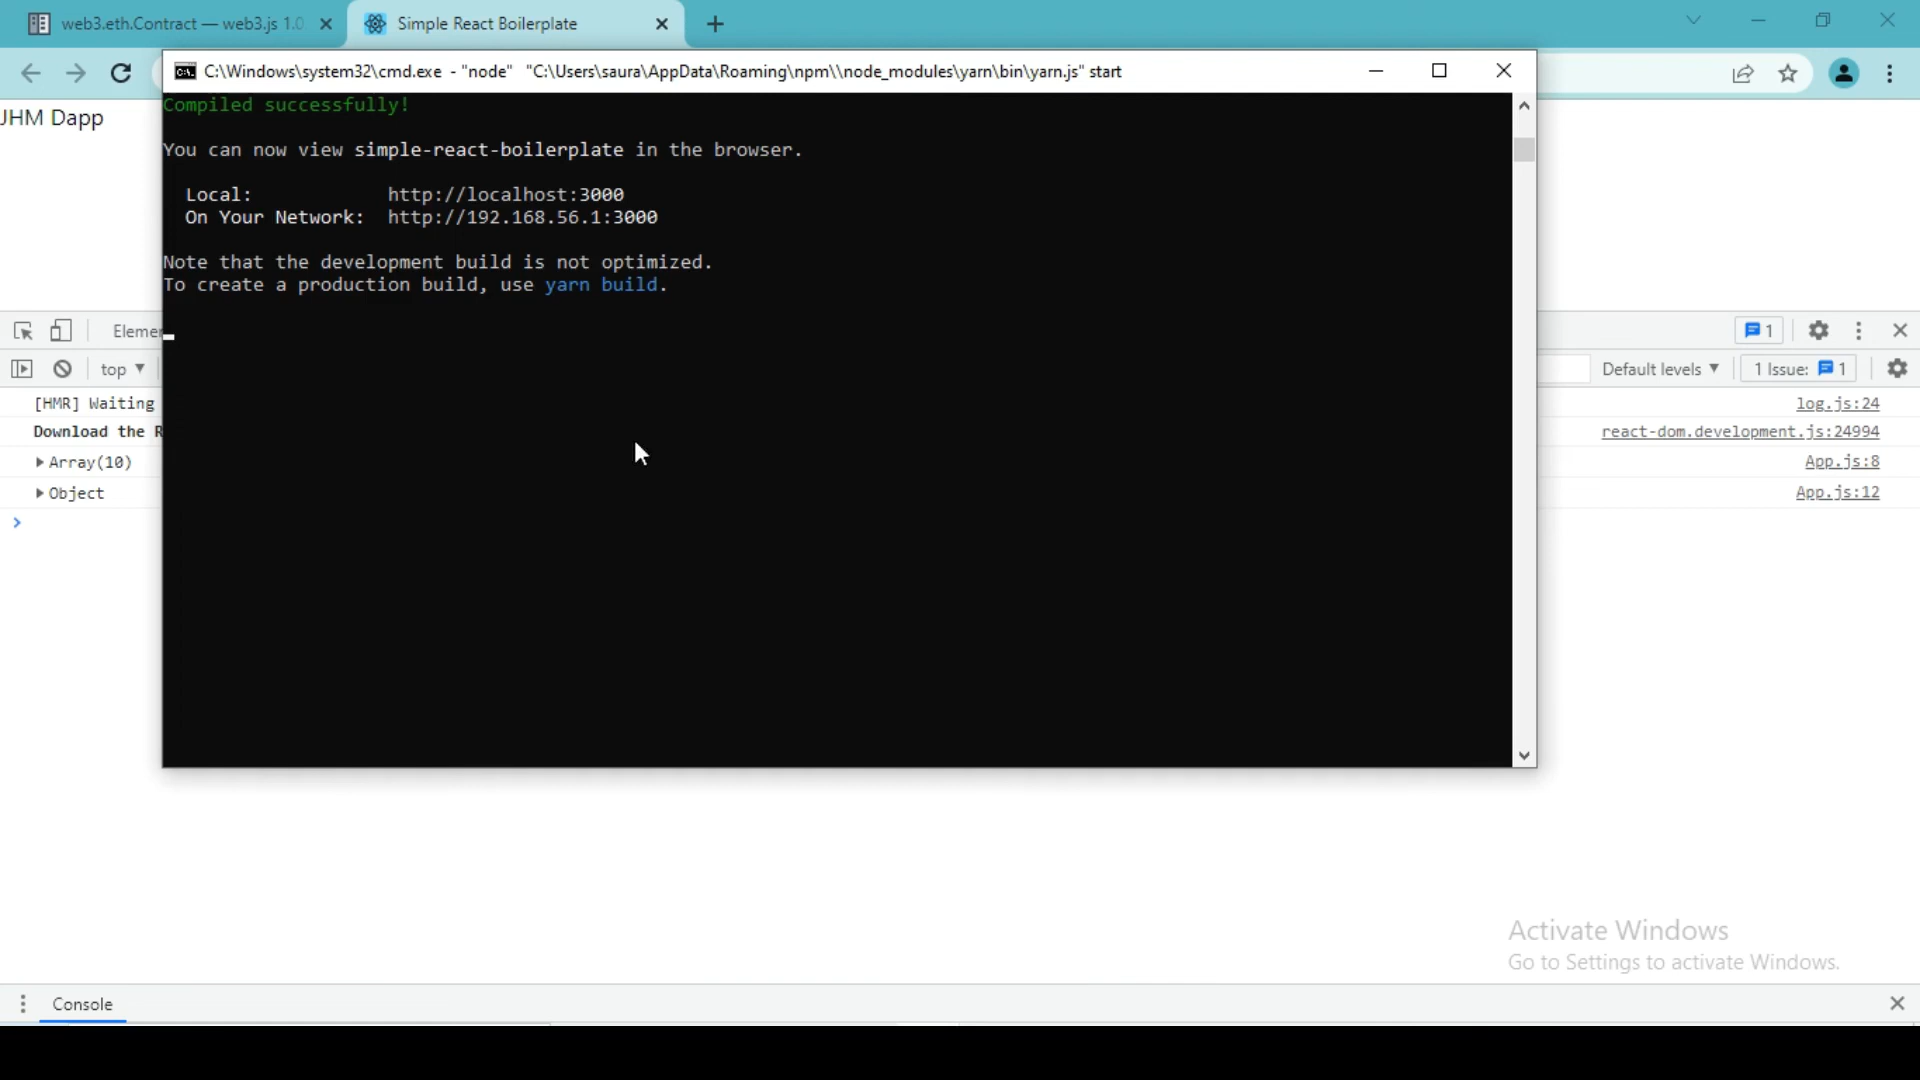 web3.eth.Contract — web3.js 1.0
Simple React Boilerplate
C:\Windows\system32\cmd.exe - "node" "C:\Users\saura\AppData\Roaming\npm\\node_modules\yarn\bin\yarn.js" start
JHM Dapp
Compiled successfully!
You can now view simple-react-boilerplate in the browser.
Local: http://localhost:3000
On Your Network: http://192.168.56.1:3000
Note that the development build is not optimized.
To create a production build, use yarn build.
Elemen
1
top
Default levels
1 Issue: 1
[HMR] Waiting
log.js:24
Download the R
react-dom.development.js:24994
Array(10)
App.js:8
Object
App.js:12
Activate Windows
Go to Settings to activate Windows.
Console